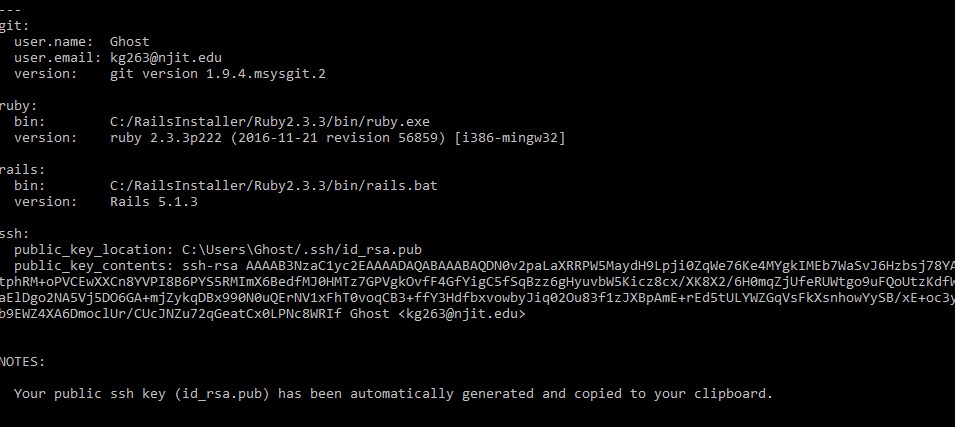 ---
git:
  user.name:  Ghost
  user.email: kg263@njit.edu
  version:    git version 1.9.4.msysgit.2
ruby:
  bin:        C:/RailsInstaller/Ruby2.3.3/bin/ruby.exe
  version:    ruby 2.3.3p222 (2016-11-21 revision 56859) [i386-mingw32]
rails:
  bin:        C:/RailsInstaller/Ruby2.3.3/bin/rails.bat
  version:    Rails 5.1.3
ssh:
  public_key_location: C:\Users\Ghost/.ssh/id_rsa.pub
  public_key_contents: ssh-rsa AAAAB3NzaC1yc2EAAAADAQABAAABAQDN0v2paLaXRRPW5MaydH9Lpji0ZqWe76Ke4MYgkIMEb7WaSvJ6Hzbsj78YA
tphRM+oPVCEwXXCn8YVPI8B6PYS5RMImX6BedfMJ0HMTz7GPVgkOvfF4GfYigC5fSqBzz6gHyuvbW5Kicz8cx/XK8X2/6H0mqZjUfeRUWtgo9uFQoUtzKdfW
aElDgo2NA5Vj5DO6GA+mjZykqDBx990N0uQErNV1xFhT0voqCB3+ffY3HdfbxvowbyJiq02Ou83f1zJXBpAmE+rEd5tULYWZGqVsFkXsnhowYySB/xE+oc3y
b9EWZ4XA6DmoclUr/CUcJNZu72qGeatCx0LPNc8WRIf Ghost <kg263@njit.edu>
NOTES:
  Your public ssh key (id_rsa.pub) has been automatically generated and copied to your clipboard.